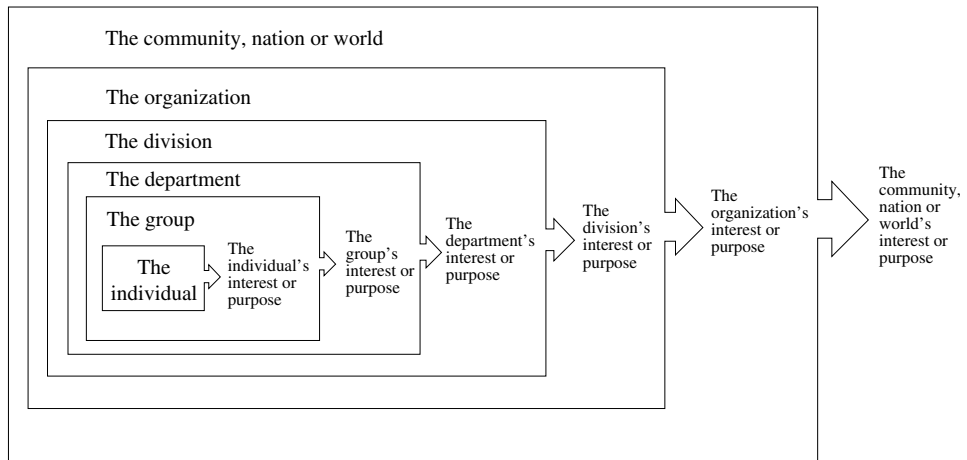 The community, nation or world
The organization
The division
The department
The group
The
individual
The
individual's
interest or
purpose
The
group's
interest or
purpose
The
department's
interest or
purpose
The
division's
interest or
purpose
The
organization's
interest or
purpose
The
community,
nation or
world's
interest or
purpose